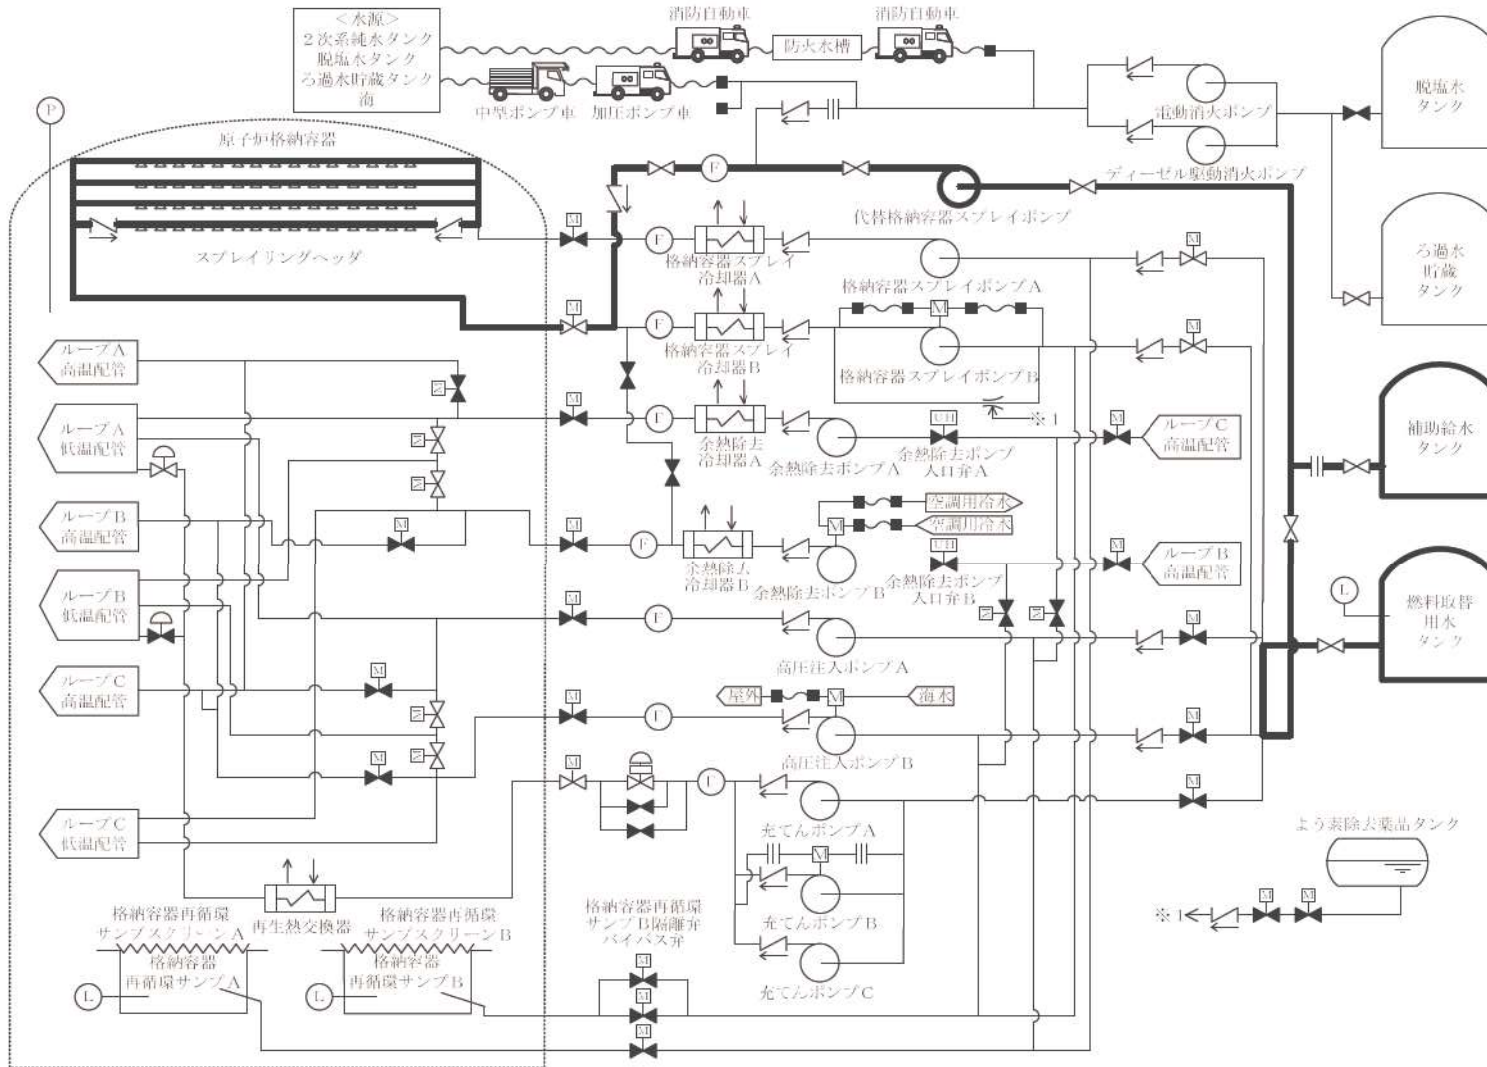 <水源>
2次系純水タンク
脱塩水タンク
ろ過水貯蔵タンク
海
消防自動車
消防自動車
防火水槽
中型ポンプ車
加圧ポンプ車
電動消火ポンプ
ディーゼル駆動消火ポンプ
脱塩水
タンク
P
原子炉格納容器
スプレイリングヘッダ
F
代替格納容器スプレイポンプ
M
F
格納容器スプレイ
冷却器A
格納容器スプレイポンプA
M
ろ過水
貯蔵
タンク
M
F
格納容器スプレイ
冷却器B
M
格納容器スプレイポンプB
M
※1
ループA
高温配管
M
ループA
低温配管
M
M
M
F
余熱除去
冷却器A
余熱除去ポンプA
余熱除去ポンプ
入口弁A
M
ループC
高温配管
補助給水
タンク
ループB
高温配管
M
M
F
余熱除去
冷却器B
M
空調用冷水
空調用冷水
余熱除去ポンプB
余熱除去ポンプ
入口弁B
M
ループB
高温配管
ループB
低温配管
M
F
高圧注入ポンプA
M
M
M
L
燃料取替
用水
タンク
ループC
高温配管
M
M
M
M
M
F
屋外
M
海水
高圧注入ポンプB
M
ループC
低温配管
M
F
充てんポンプA
M
M
充てんポンプB
充てんポンプC
よう素除去薬品タンク
※1
M
M
再生熱交換器
格納容器再循環
サンプスクリーンA
格納容器再循環
サンプスクリーンB
格納容器
再循環サンプA
L
格納容器
再循環サンプB
L
格納容器再循環
サンプB隔離弁
バイパス弁
M
M
M